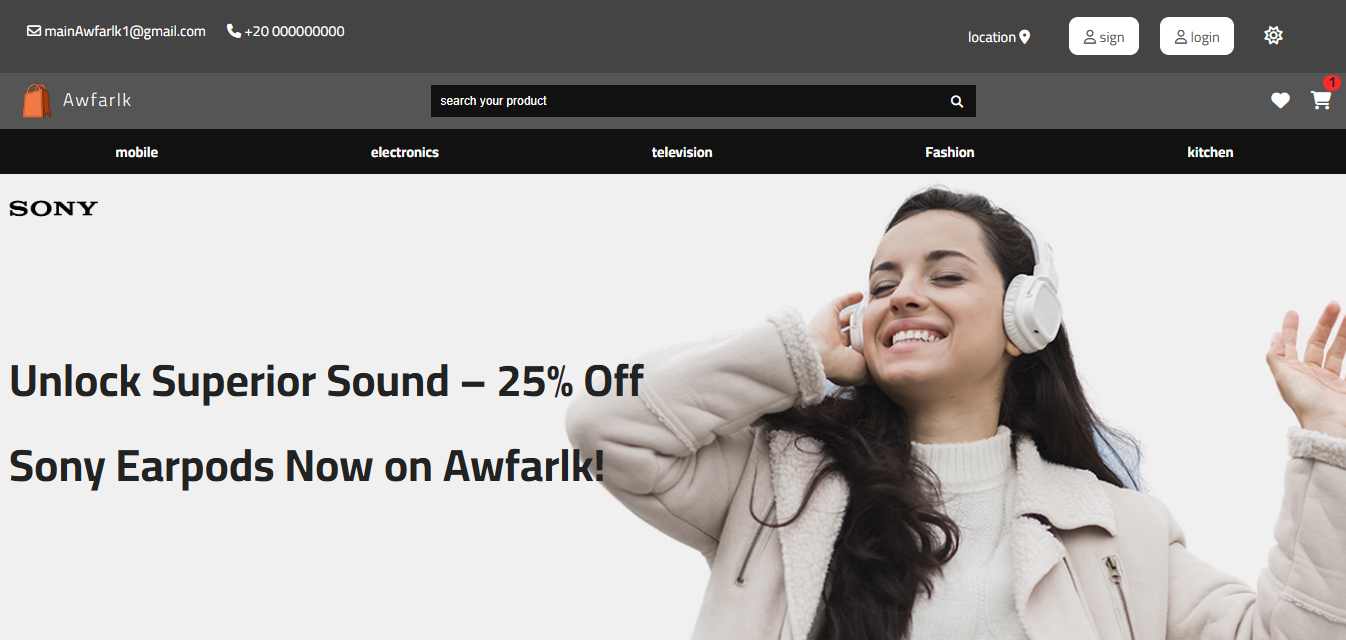 mainAwfarlk1@gmail.com +20 000000000 location sign login
Awfarlk search your product 1
mobile electronics television Fashion kitchen
SONY
Unlock Superior Sound – 25% Off
Sony Earpods Now on Awfarlk!